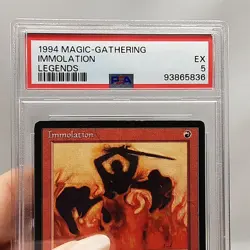 1994 MAGIC-GATHERING
IMMOLATION EX
LEGENDS PSA 5
93865836
Immolation